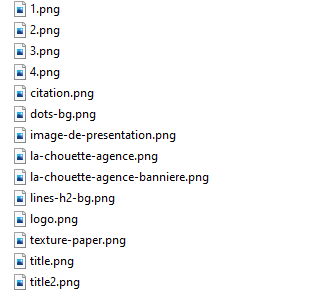 1.png
2.png
3.png
4.png
citation.png
dots-bg.png
image-de-presentation.png
la-chouette-agence.png
la-chouette-agence-banniere.png
lines-h2-bg.png
logo.png
texture-paper.png
title.png
title2.png